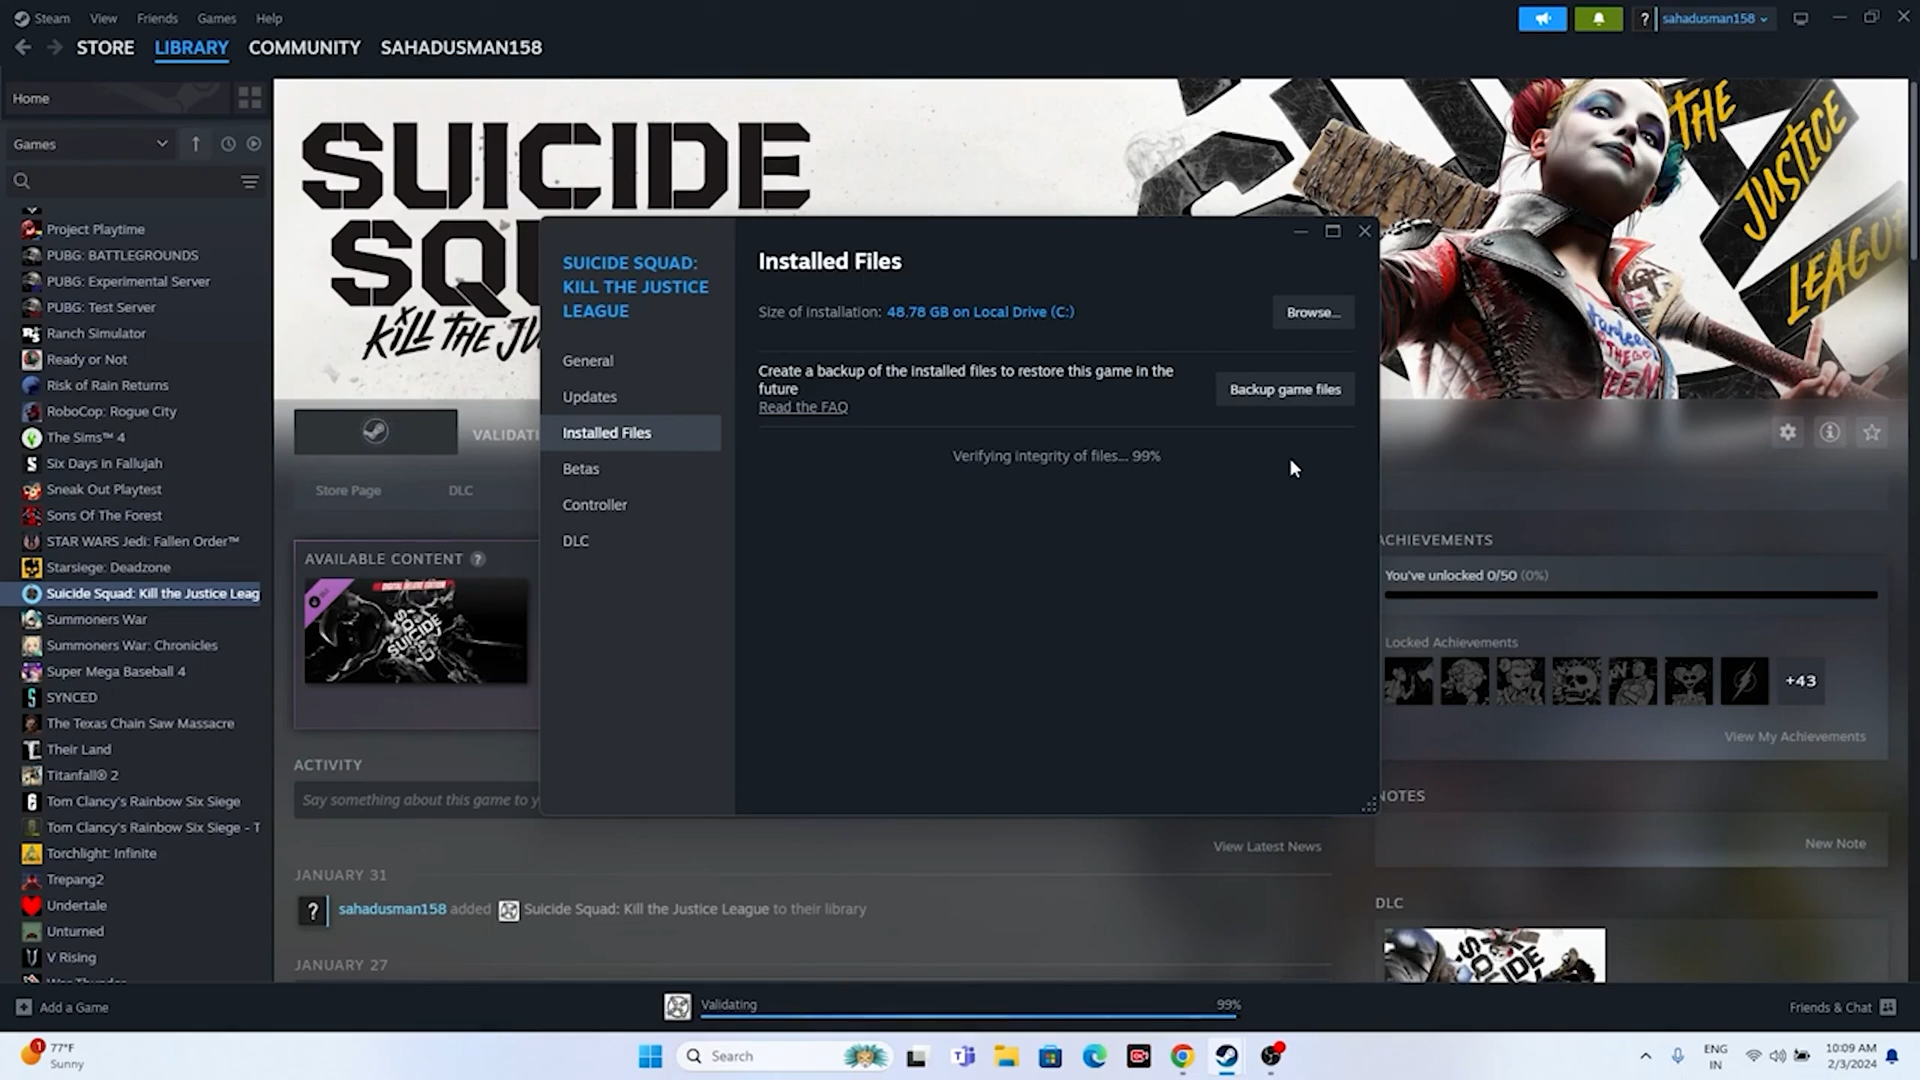 Steam View Friends Games Help
? sahadusman158
STORE LIBRARY COMMUNITY SAHADUSMAN158
Home
Games
Project Playtime
PUBG: BATTLEGROUNDS
PUBG: Experimental Server
PUBG: Test Server
Ranch Simulator
Ready or Not
Risk of Rain Returns
RoboCop: Rogue City
The Sims™ 4
Six Days in Fallujah
Sneak Out Playtest
Sons Of The Forest
STAR WARS Jedi: Fallen Order™
Starsiege: Deadzone
Suicide Squad: Kill the Justice Leag
Summoners War
Summoners War: Chronicles
Super Mega Baseball 4
SYNCED
The Texas Chain Saw Massacre
Their Land
Titanfall® 2
Tom Clancy's Rainbow Six Siege
Tom Clancy's Rainbow Six Siege - T
Torchlight: Infinite
Trepang2
Undertale
Unturned
V Rising
SUICIDE
SQU
KILL THE JU
THE
JUSTICE
LEAGU
VALIDATI
Store Page DLC
AVAILABLE CONTENT ?
DIGITAL DELUXE EDITION
SUICIDE
SQUAD
ACTIVITY
Say something about this game to y
View Latest News
JANUARY 31
? sahadusman158 added Suicide Squad: Kill the Justice League to their library
JANUARY 27
SUICIDE SQUAD:
KILL THE JUSTICE
LEAGUE
General
Updates
Installed Files
Betas
Controller
DLC
Installed Files
Size of installation: 48.78 GB on Local Drive (C:)
Browse...
Create a backup of the installed files to restore this game in the
future
Read the FAQ
Backup game files
Verifying integrity of files... 99%
ACHIEVEMENTS
You've unlocked 0/50 (0%)
Locked Achievements
+43
View My Achievements
NOTES
New Note
DLC
Add a Game
Validating 99%
Friends & Chat
1
77°F
Sunny
Search
ENG
IN
10:09 AM
2/3/2024